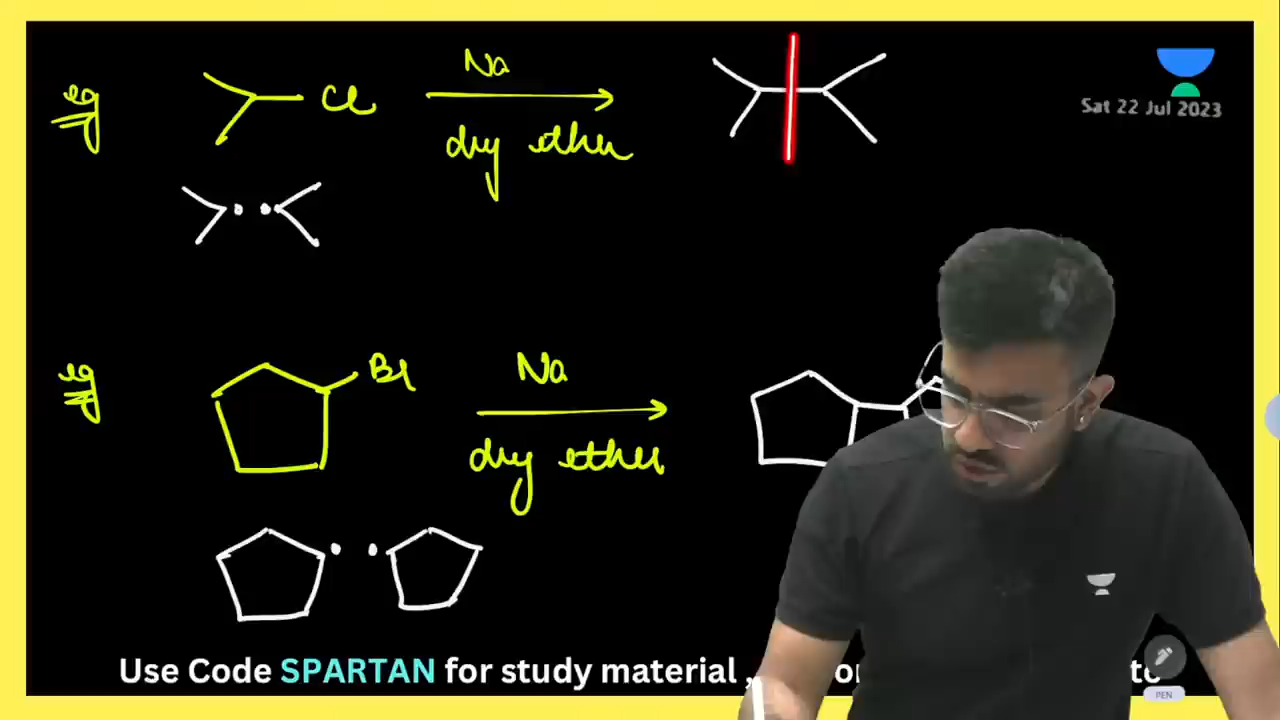 Sat 22 Jul 2023
eg
Cl
Na
dry ether
eg
Br
Na
dry ether
Use Code SPARTAN for study material ,
PEN